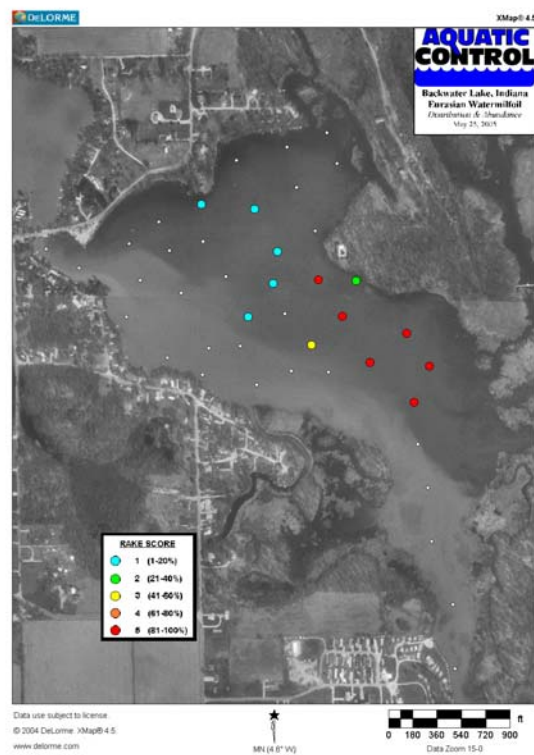 DELORME
XMap® 4.5
AQUATIC
CONTROL
Backwater Lake, Indiana
Eurasian Watermilfoil
Distribution & Abundance
May 25, 2005
RAKE SCORE
1 (1-20%)
2 (21-40%)
3 (41-60%)
4 (61-80%)
5 (81-100%)
Data use subject to license.
© 2004 DeLorme. XMap® 4.5.
www.delorme.com
MN (4.6° W)
ft
0 180 360 540 720 900
Data Zoom 15-0